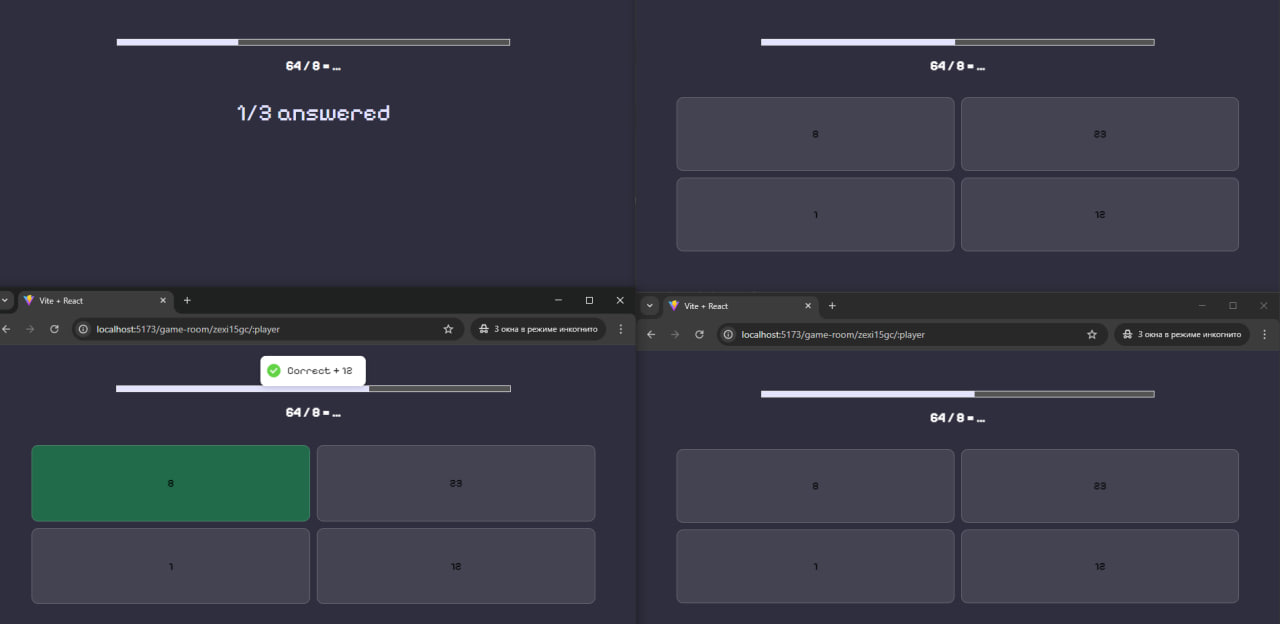 64 / 8 = ...
1/3 answered
64 / 8 = ...
8
23
1
12
Vite + React
localhost:5173/game-room/zexi15gc/:player
3 окна в режиме инкогнито
Correct + 12
64 / 8 = ...
8
23
1
12
Vite + React
localhost:5173/game-room/zexi15gc/:player
3 окна в режиме инкогнито
64 / 8 = ...
8
23
1
12